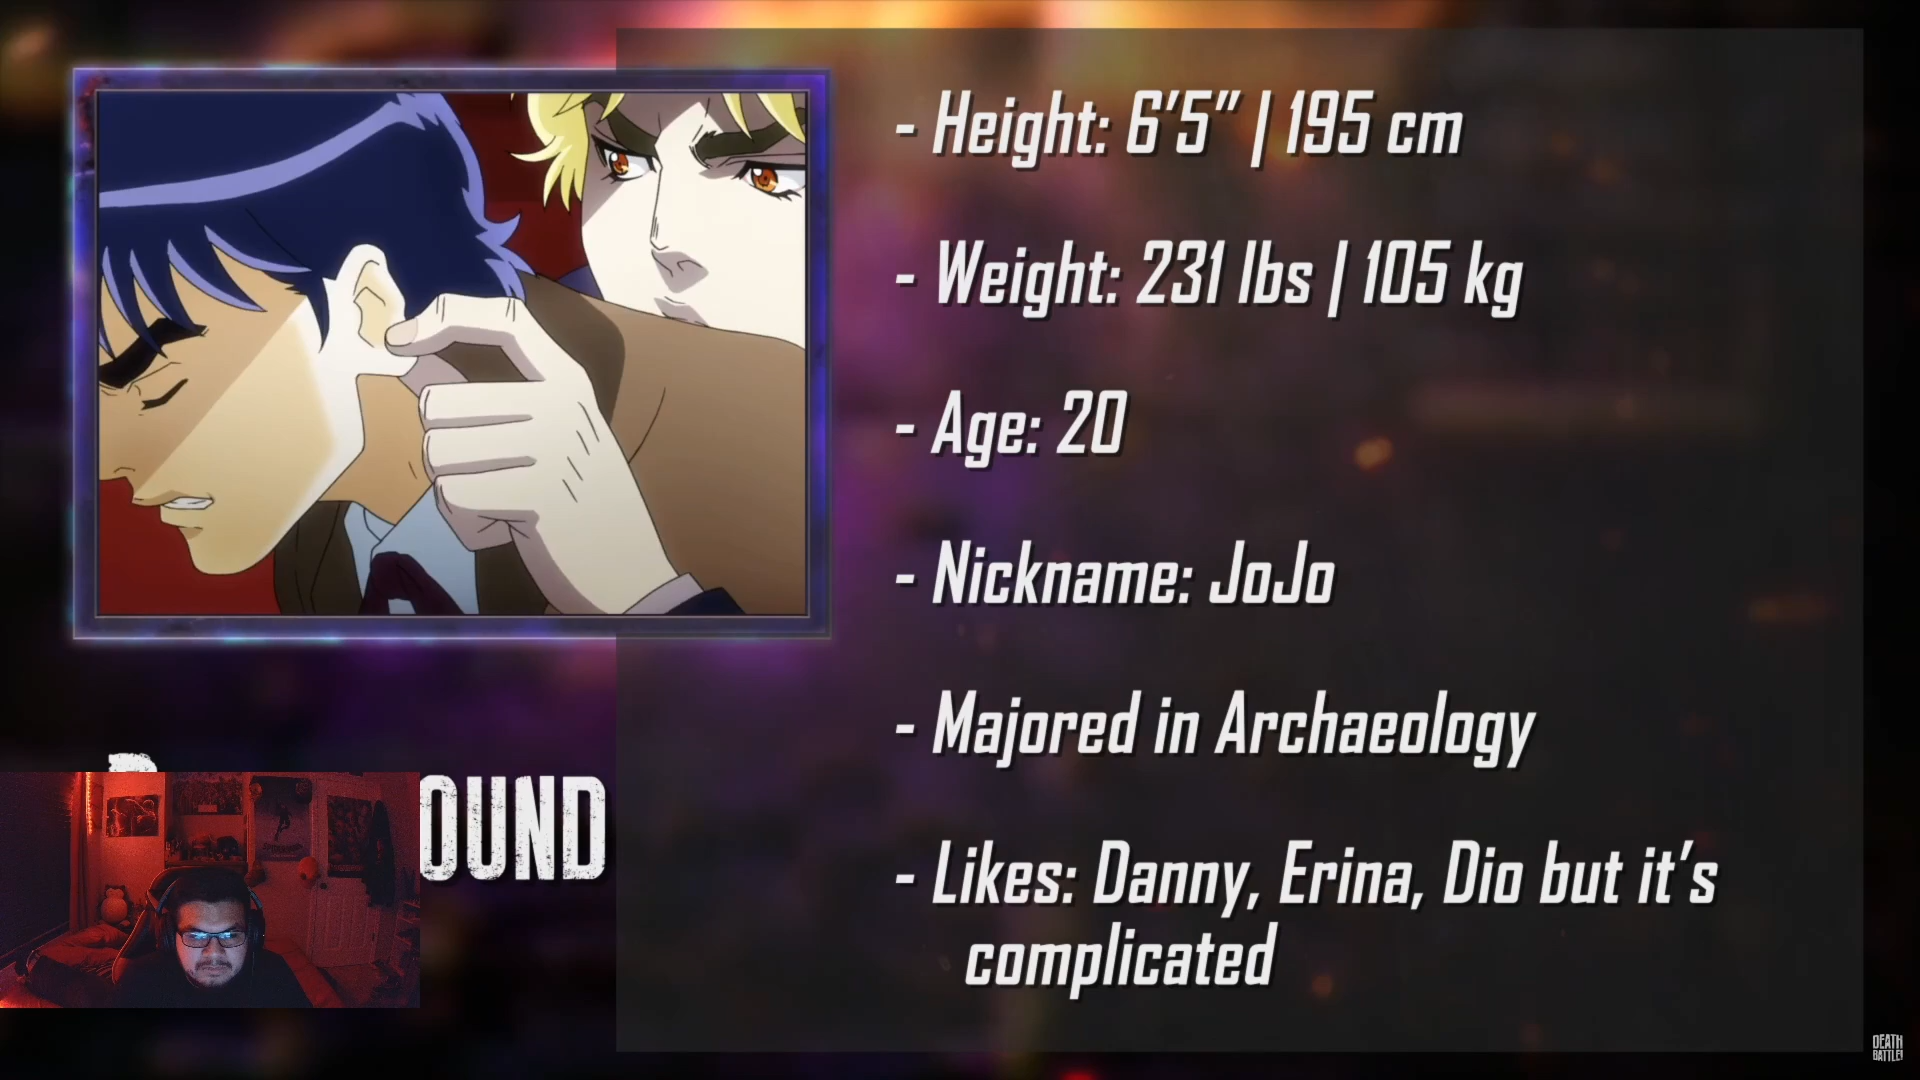 - Height: 6’5” | 195 cm
- Weight: 231 lbs | 105 kg
- Age: 20
- Nickname: JoJo
- Majored in Archaeology
- Likes: Danny, Erina, Dio but it’s
complicated
OUND
DEATH
BATTLE!